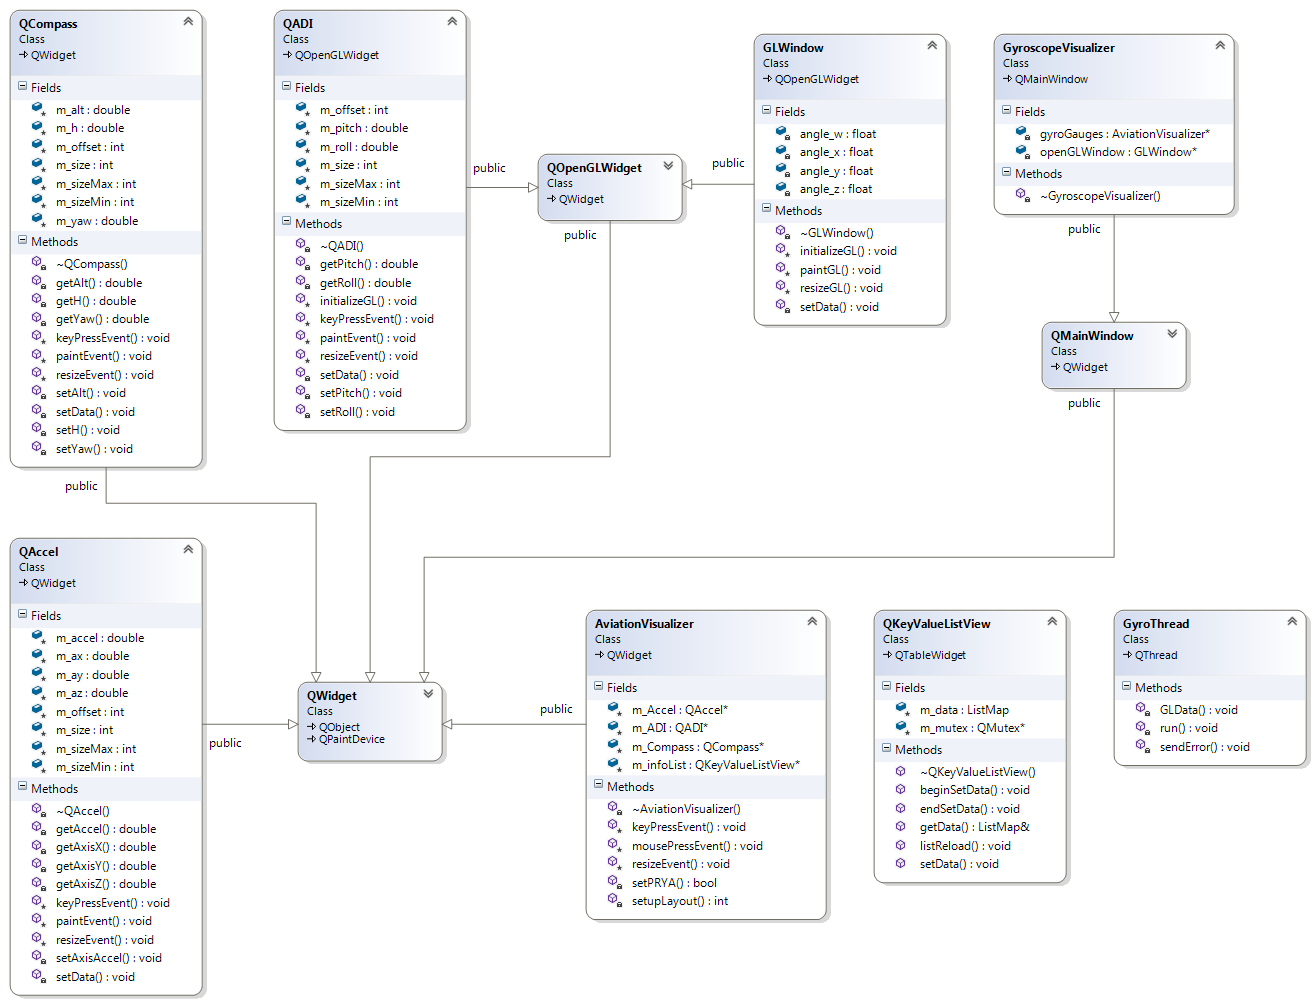 QCompass
Class
QWidget
Fields
m_alt : double
m_h : double
m_offset : int
m_size : int
m_sizeMax : int
m_sizeMin : int
m_yaw : double
Methods
~QCompass()
getAlt() : double
getH() : double
getYaw() : double
keyPressEvent() : void
paintEvent() : void
resizeEvent() : void
setAlt() : void
setData() : void
setH() : void
setYaw() : void
public
QADI
Class
QOpenGLWidget
Fields
m_offset : int
m_pitch : double
m_roll : double
m_size : int
m_sizeMax : int
m_sizeMin : int
Methods
~QADI()
getPitch() : double
getRoll() : double
initializeGL() : void
keyPressEvent() : void
paintEvent() : void
resizeEvent() : void
setData() : void
setPitch() : void
setRoll() : void
public
QOpenGLWidget
Class
QWidget
public
public
GLWindow
Class
QOpenGLWidget
Fields
angle_w : float
angle_x : float
angle_y : float
angle_z : float
Methods
~GLWindow()
initializeGL() : void
paintGL() : void
resizeGL() : void
setData() : void
GyroscopeVisualizer
Class
QMainWindow
Fields
gyroGauges : AviationVisualizer*
openGLWindow : GLWindow*
Methods
~GyroscopeVisualizer()
public
QMainWindow
Class
QWidget
public
QAccel
Class
QWidget
Fields
m_accel : double
m_ax : double
m_ay : double
m_az : double
m_offset : int
m_size : int
m_sizeMax : int
m_sizeMin : int
Methods
~QAccel()
getAccel() : double
getAxisX() : double
getAxisY() : double
getAxisZ() : double
keyPressEvent() : void
paintEvent() : void
resizeEvent() : void
setAxisAccel() : void
setData() : void
public
QWidget
Class
QObject
QPaintDevice
public
AviationVisualizer
Class
QWidget
Fields
m_Accel : QAccel*
m_ADI : QADI*
m_Compass : QCompass*
m_infoList : QKeyValueListView*
Methods
~AviationVisualizer()
keyPressEvent() : void
mousePressEvent() : void
resizeEvent() : void
setPRYA() : bool
setupLayout() : int
QKeyValueListView
Class
QTableWidget
Fields
m_data : ListMap
m_mutex : QMutex*
Methods
~QKeyValueListView()
beginSetData() : void
endSetData() : void
getData() : ListMap&
listReload() : void
setData() : void
GyroThread
Class
QThread
Methods
GLData() : void
run() : void
sendError() : void